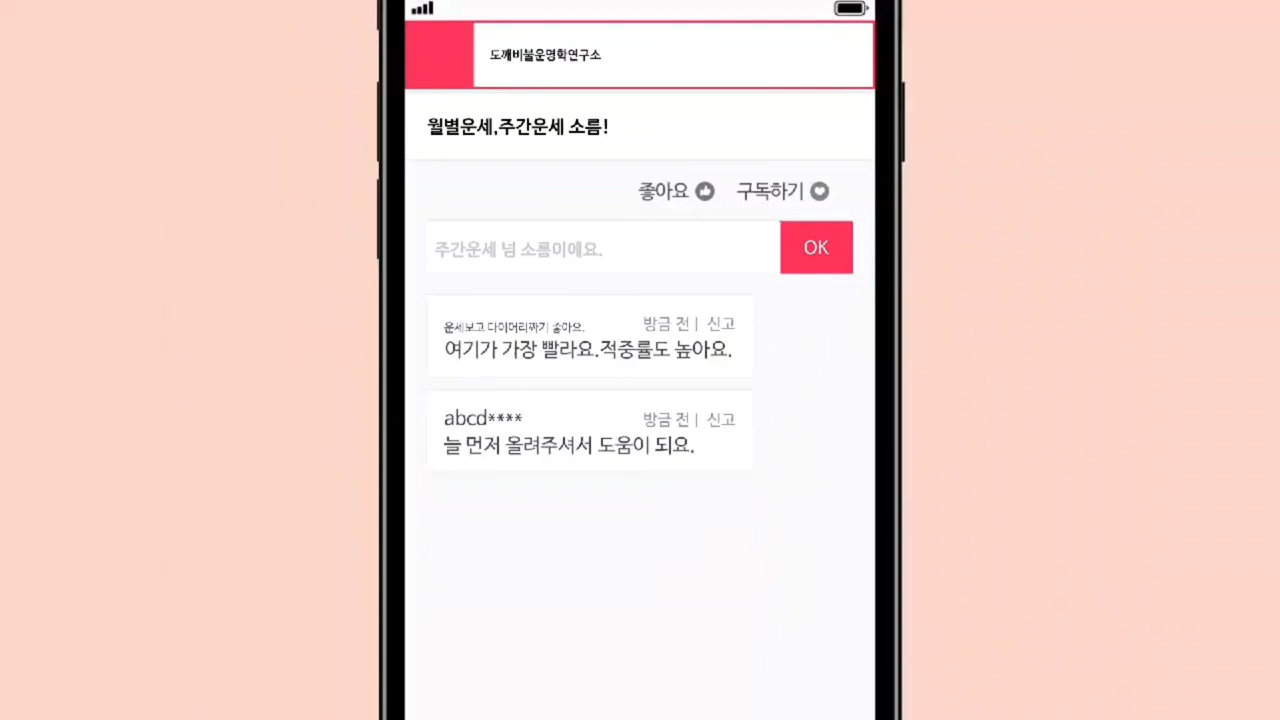 도깨비불운명학연구소
월별운세,주간운세 소름!
좋아요 구독하기
주간운세 넘 소름이에요. OK
운세보고 다이어리짜기 좋아요. 방금 전 | 신고
여기가 가장 빨라요.적중률도 높아요.
abcd**** 방금 전 | 신고
늘 먼저 올려주셔서 도움이 되요.